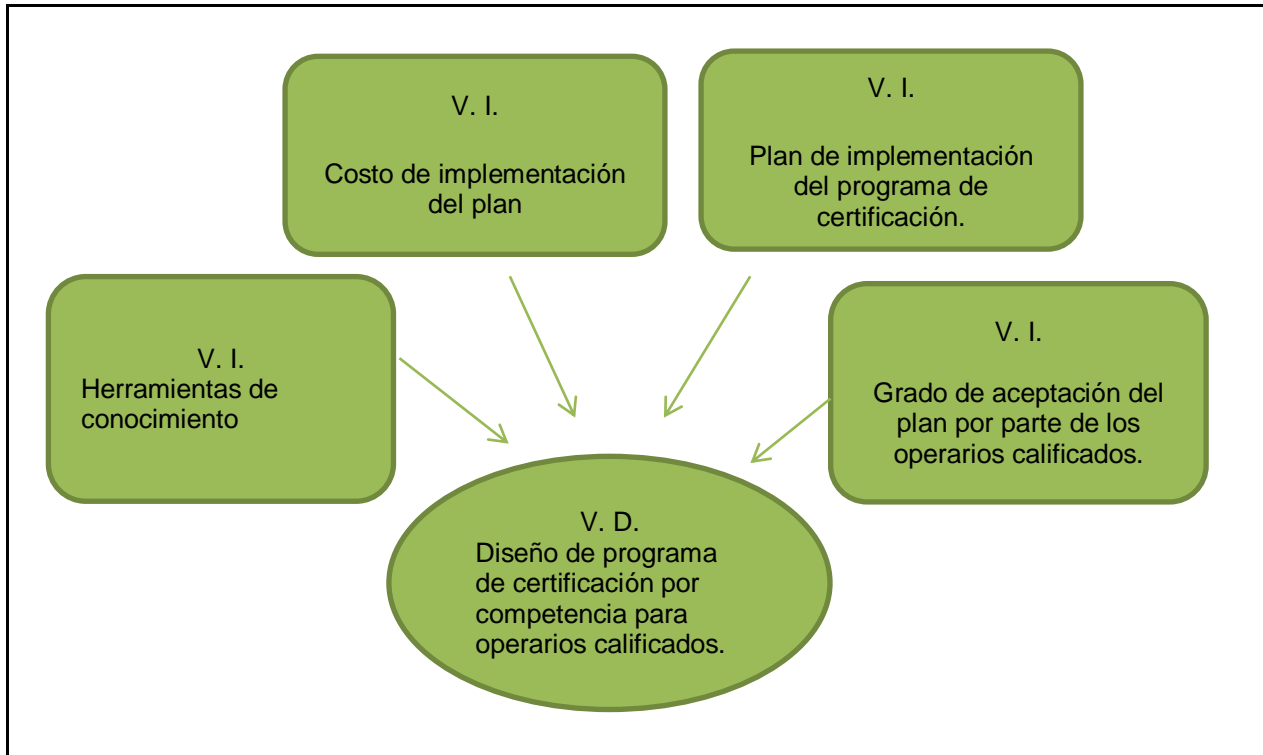 V. I.
Costo de implementación
del plan
V. I.
Plan de implementación
del programa de
certificación.
V. I.
Herramientas de
conocimiento
V. I.
Grado de aceptación del
plan por parte de los
operarios calificados.
V. D.
Diseño de programa
de certificación por
competencia para
operarios calificados.